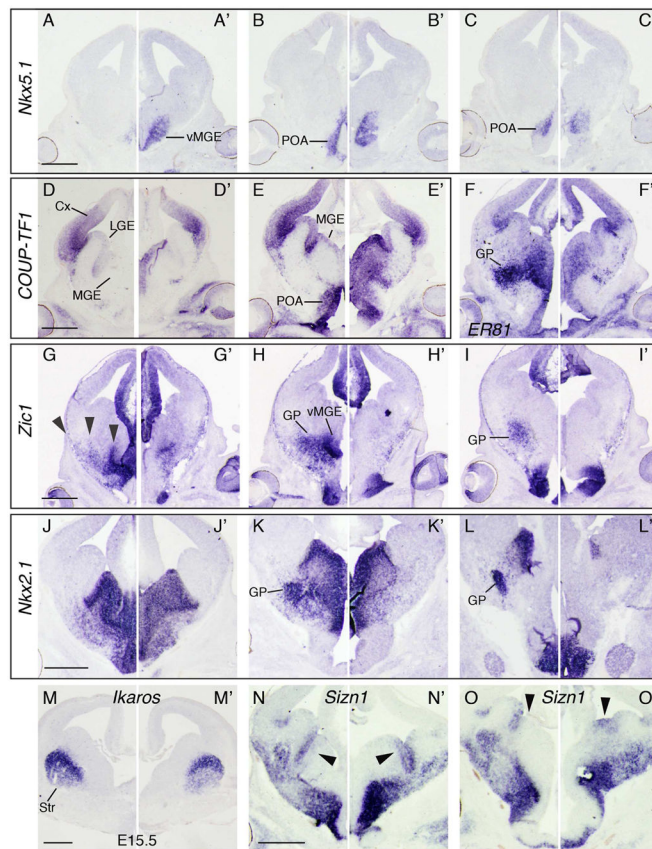 A A' B B' C C'
Nkx5.1
vMGE
POA
POA
D D' E E' F F'
COUP-TF1
Cx
LGE
MGE
MGE
POA
GP
ER81
G G' H H' I I'
Zic1
GP
vMGE
GP
J J' K K' L L'
Nkx2.1
GP
GP
M Ikaros M' N Sizn1 N' O Sizn1 O'
Str
E15.5